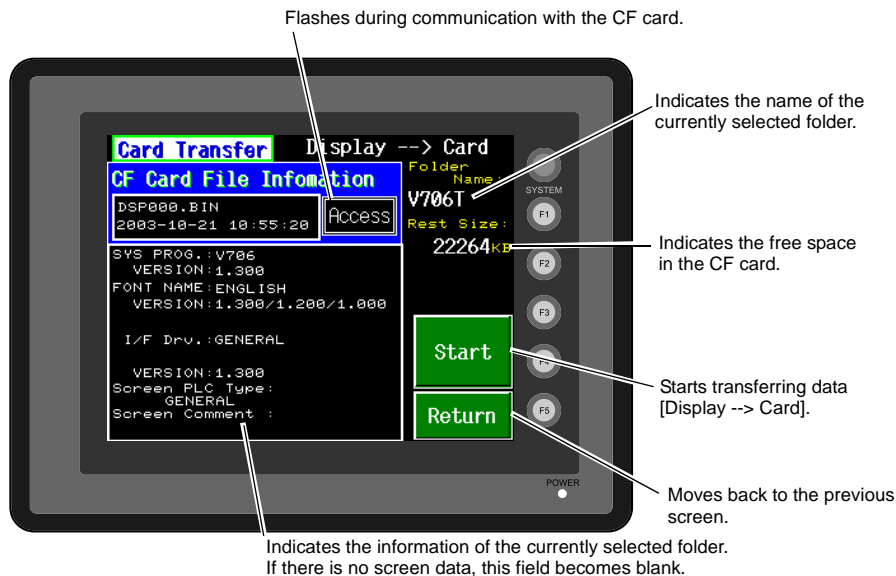 Flashes during communication with the CF card.
Indicates the name of the
currently selected folder.
Card Transfer
Display --> Card
CF Card File Infomation
Folder
Name:
V706T
DSP000.BIN
2003-10-21 10:55:20
Access
Rest Size:
22264KB
SYSTEM
F1
Indicates the free space
in the CF card.
F2
SYS PROG.:V706
VERSION:1.300
FONT NAME:ENGLISH
VERSION:1.300/1.200/1.000
I/F Drv.:GENERAL
VERSION:1.300
Screen PLC Type:
GENERAL
Screen Comment :
F3
Start
F4
Starts transferring data
[Display --> Card].
Return
F5
POWER
Moves back to the previous
screen.
Indicates the information of the currently selected folder.
If there is no screen data, this field becomes blank.